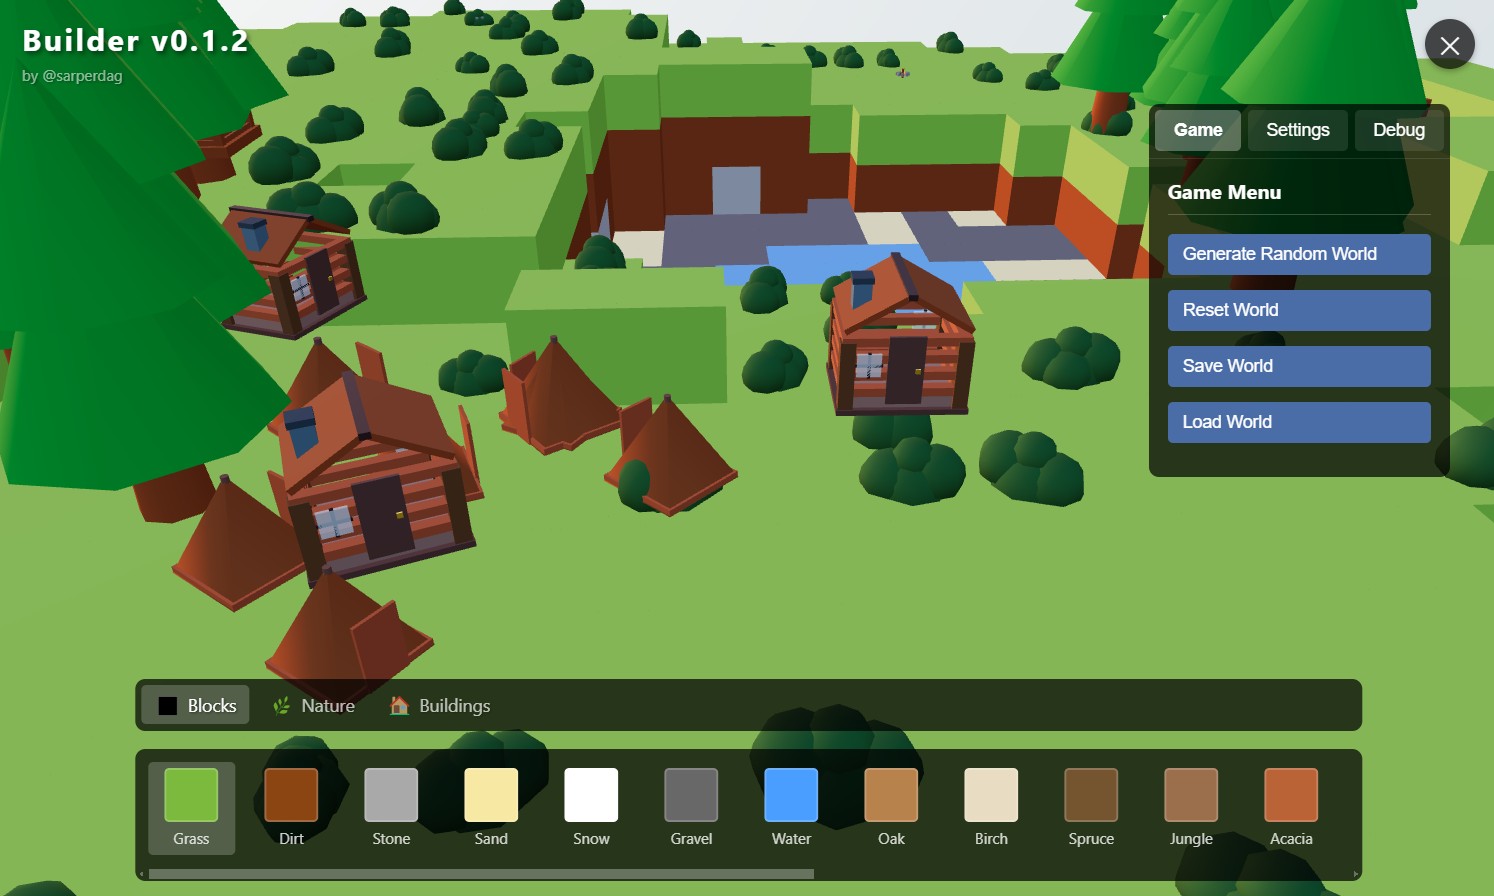 Builder v0.1.2
by @sarperdag
Game Settings Debug
Game Menu
Generate Random World
Reset World
Save World
Load World
Blocks Nature Buildings
Grass Dirt Stone Sand Snow Gravel Water Oak Birch Spruce Jungle Acacia